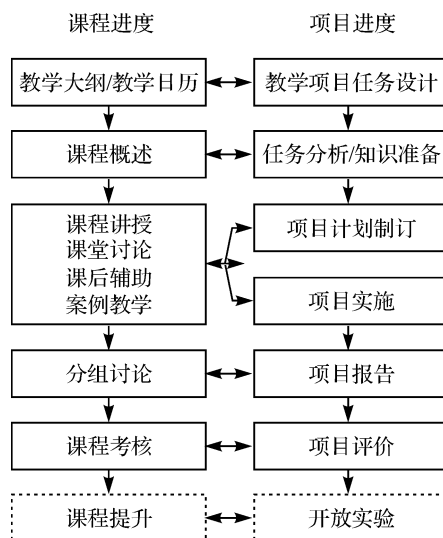 课程进度
项目进度
教学大纲/教学日历
教学项目任务设计
课程概述
任务分析/知识准备
课程讲授
课堂讨论
课后辅助
案例教学
项目计划制订
项目实施
分组讨论
项目报告
课程考核
项目评价
课程提升
开放实验